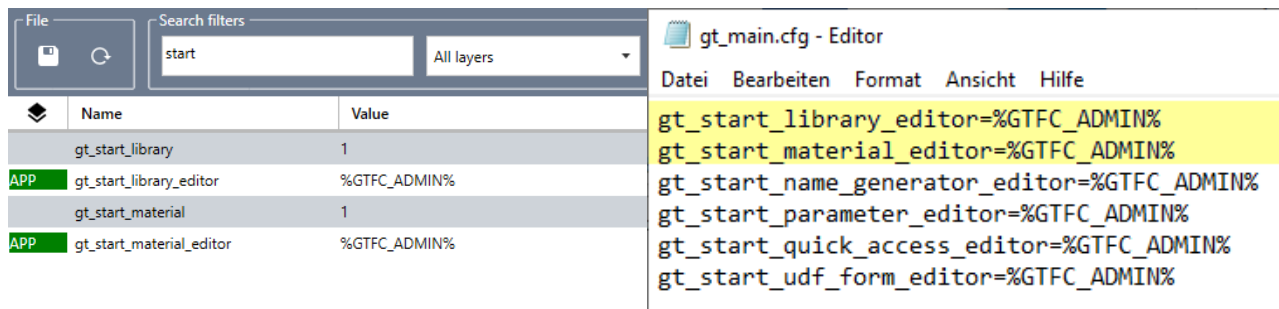 File
Search filters
start
All layers
Name Value
gt_start_library 1
APP gt_start_library_editor %GTFC_ADMIN%
gt_start_material 1
APP gt_start_material_editor %GTFC_ADMIN%
gt_main.cfg - Editor
Datei Bearbeiten Format Ansicht Hilfe
gt_start_library_editor=%GTFC_ADMIN%
gt_start_material_editor=%GTFC_ADMIN%
gt_start_name_generator_editor=%GTFC_ADMIN%
gt_start_parameter_editor=%GTFC_ADMIN%
gt_start_quick_access_editor=%GTFC_ADMIN%
gt_start_udf_form_editor=%GTFC_ADMIN%